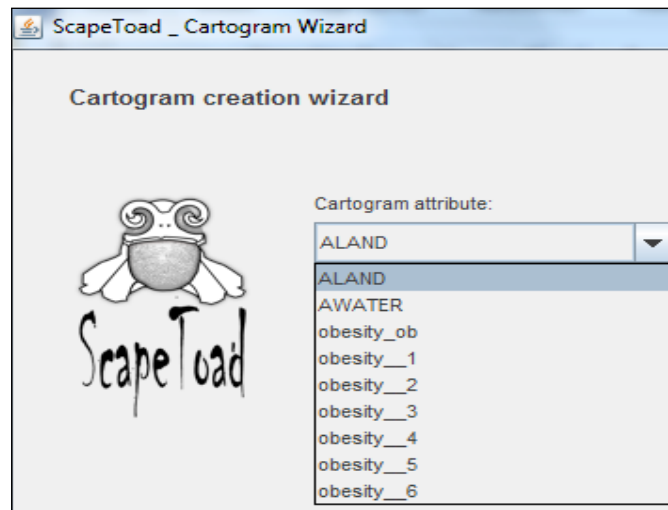 ScapeToad _ Cartogram Wizard
Cartogram creation wizard
Cartogram attribute:
ALAND
ALAND
AWATER
obesity_ob
obesity__1
obesity__2
obesity__3
obesity__4
obesity__5
obesity__6
ScapeToad